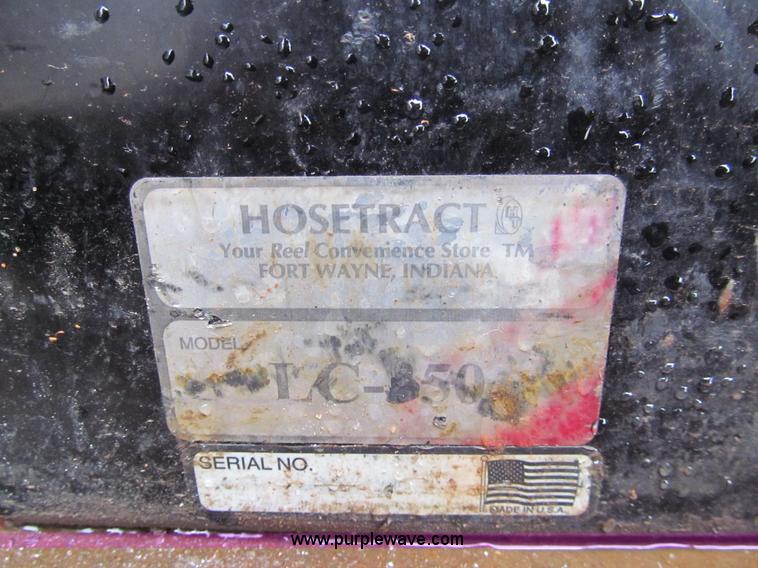 HOSETRACT
Your Reel Convenience Store TM
FORT WAYNE, INDIANA
MODEL
SERIAL NO.
MADE IN U.S.A.
www.purplewave.com